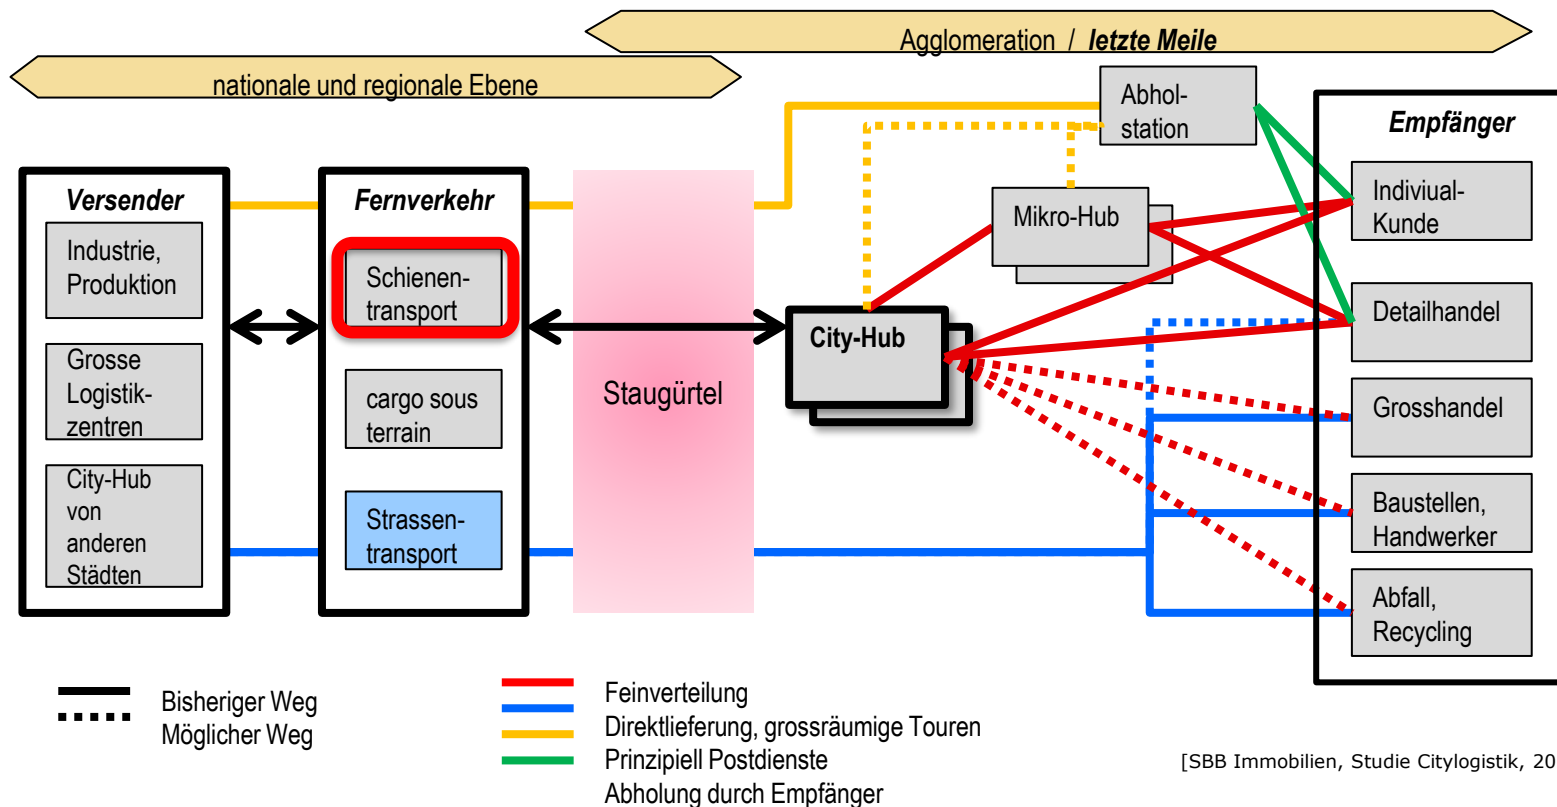 Agglomeration / letzte Meile
nationale und regionale Ebene
Versender
Industrie,
Produktion
Grosse
Logistik-
zentren
City-Hub
von
anderen
Städten
Fernverkehr
Schienen-
transport
cargo sous
terrain
Strassen-
transport
Staugürtel
City-Hub
Mikro-Hub
Abhol-
station
Empfänger
Indiviual-
Kunde
Detailhandel
Grosshandel
Baustellen,
Handwerker
Abfall,
Recycling
Bisheriger Weg
Möglicher Weg
Feinverteilung
Direktlieferung, grossräumige Touren
Prinzipiell Postdienste
Abholung durch Empfänger
[SBB Immobilien, Studie Citylogistik, 20